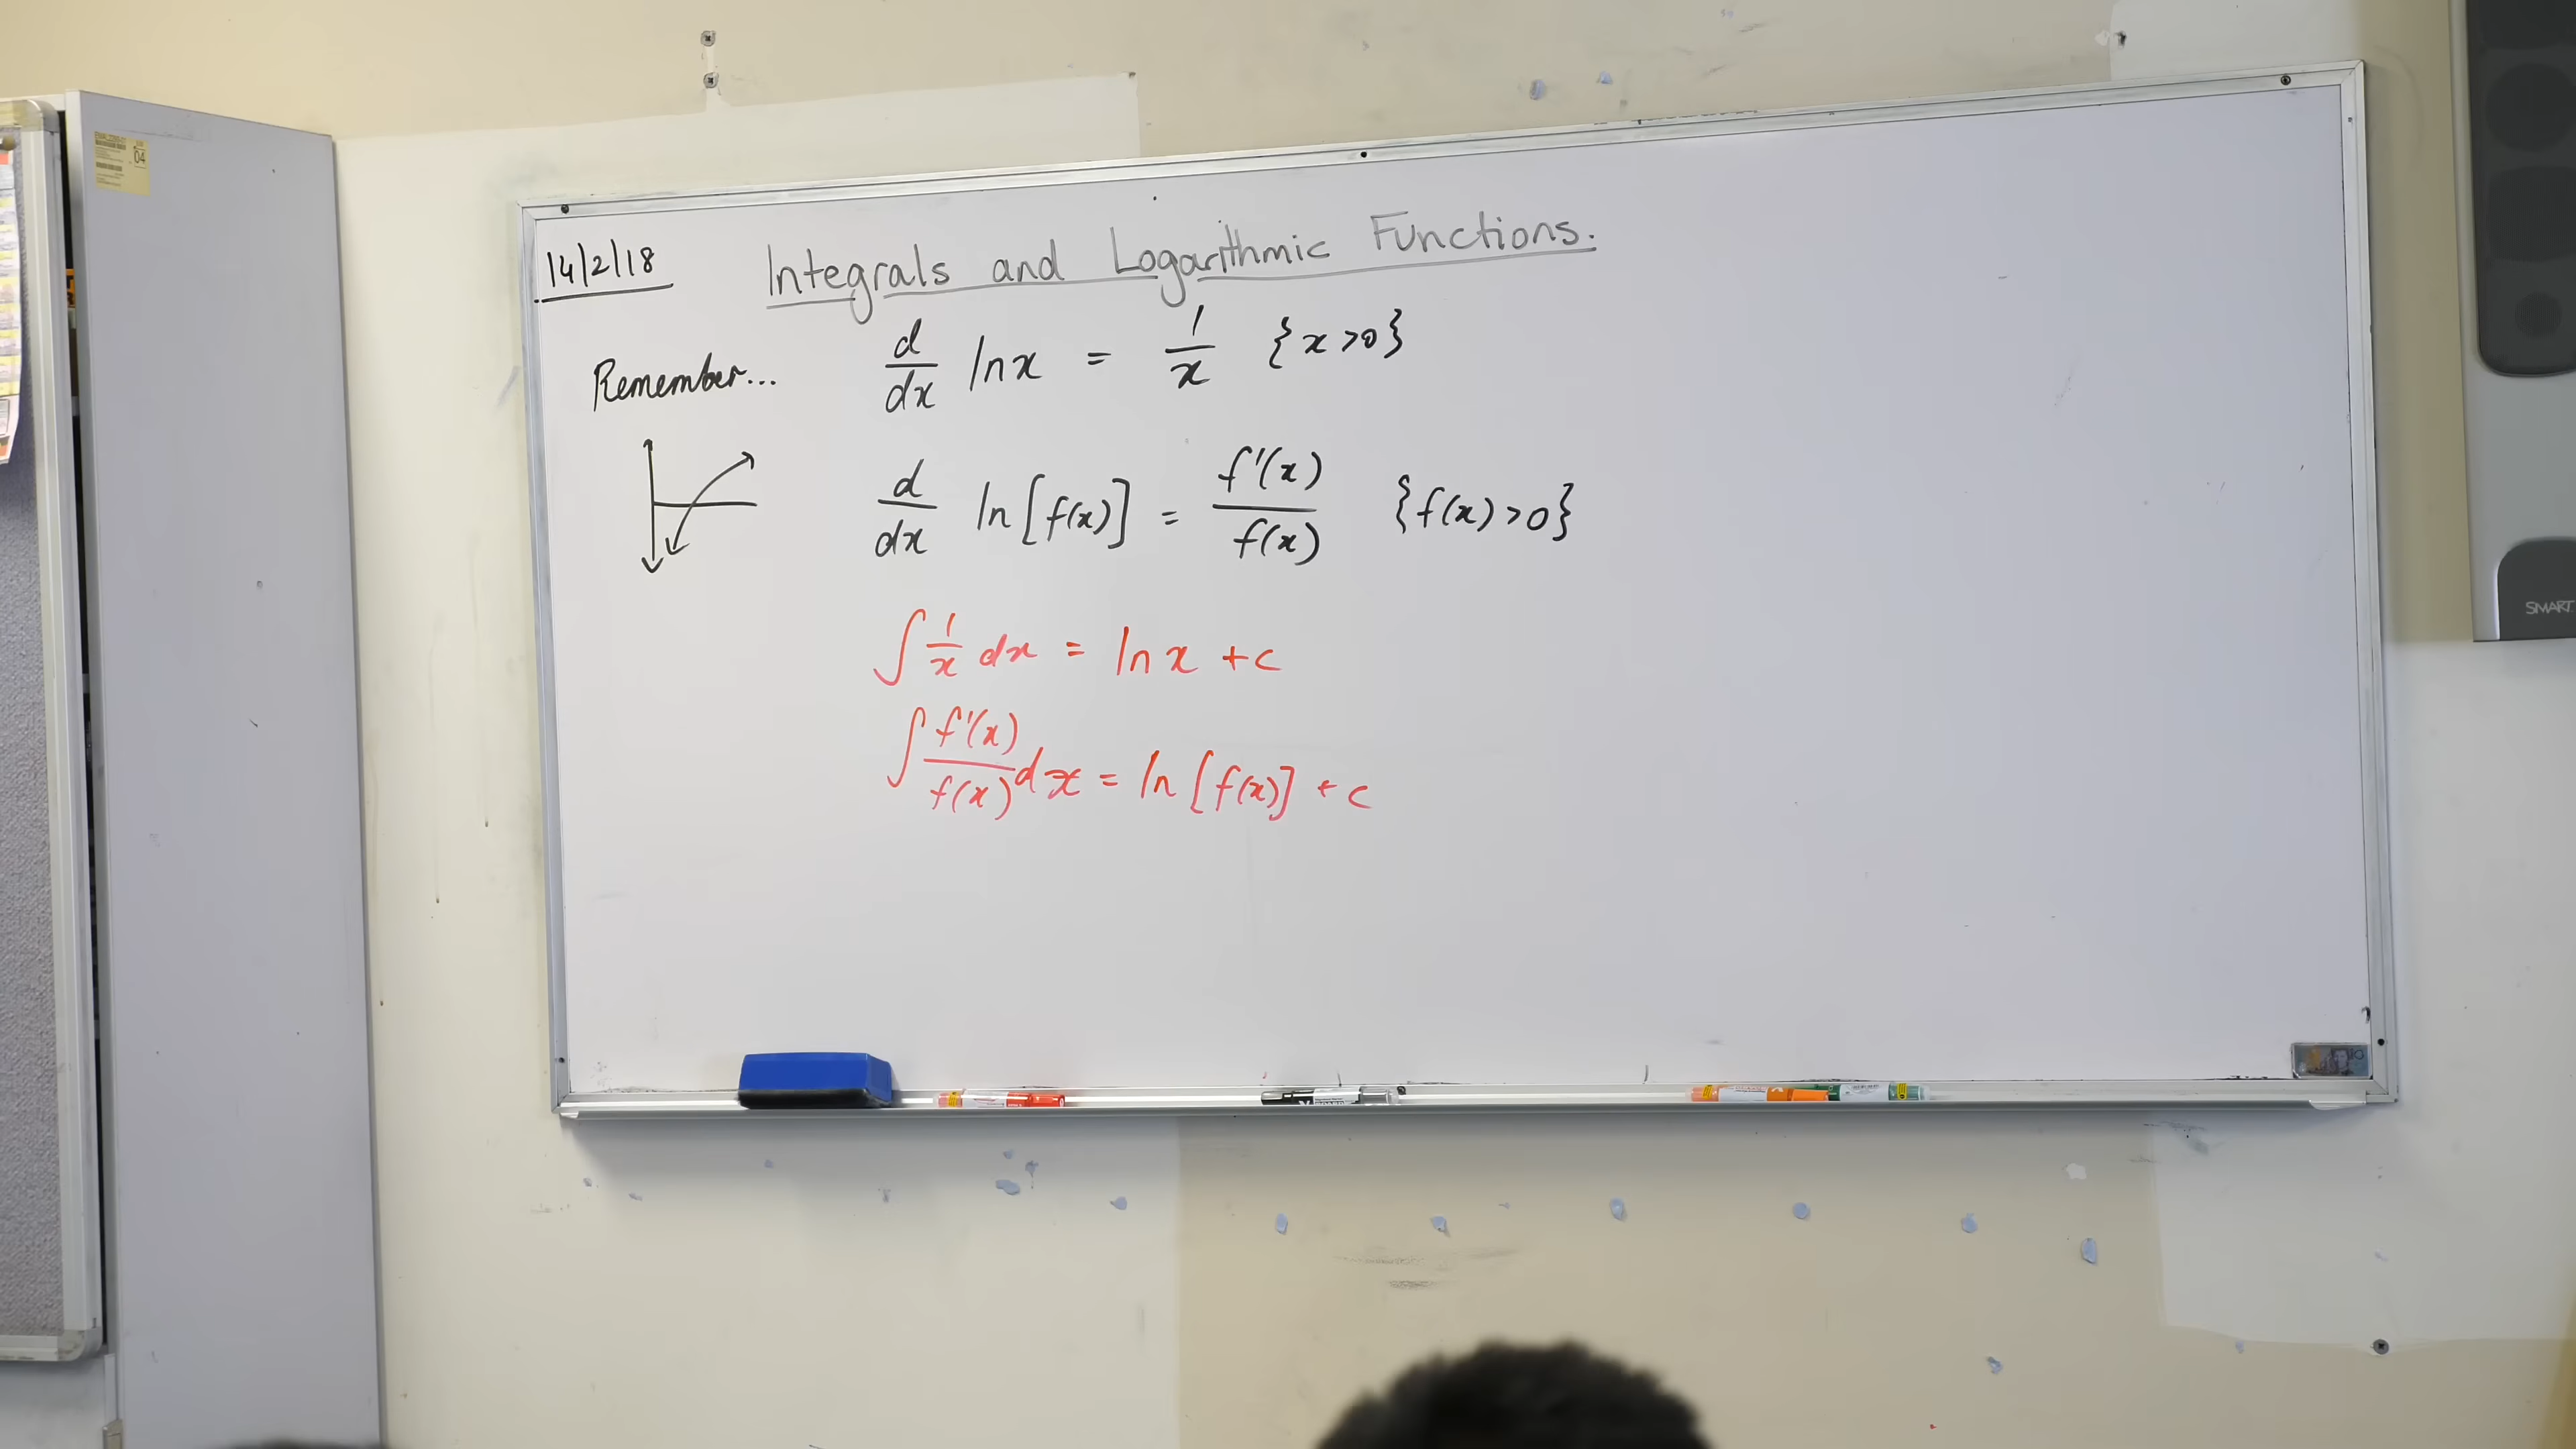 14/2/18 Integrals and Logarithmic Functions.
Remember... d/dx ln x = 1/x {x>0}
d/dx ln[f(x)] = f'(x)/f(x) {f(x)>0}
∫ 1/x dx = ln x + c
∫ f'(x)/f(x) dx = ln [f(x)] + c
SMART
04